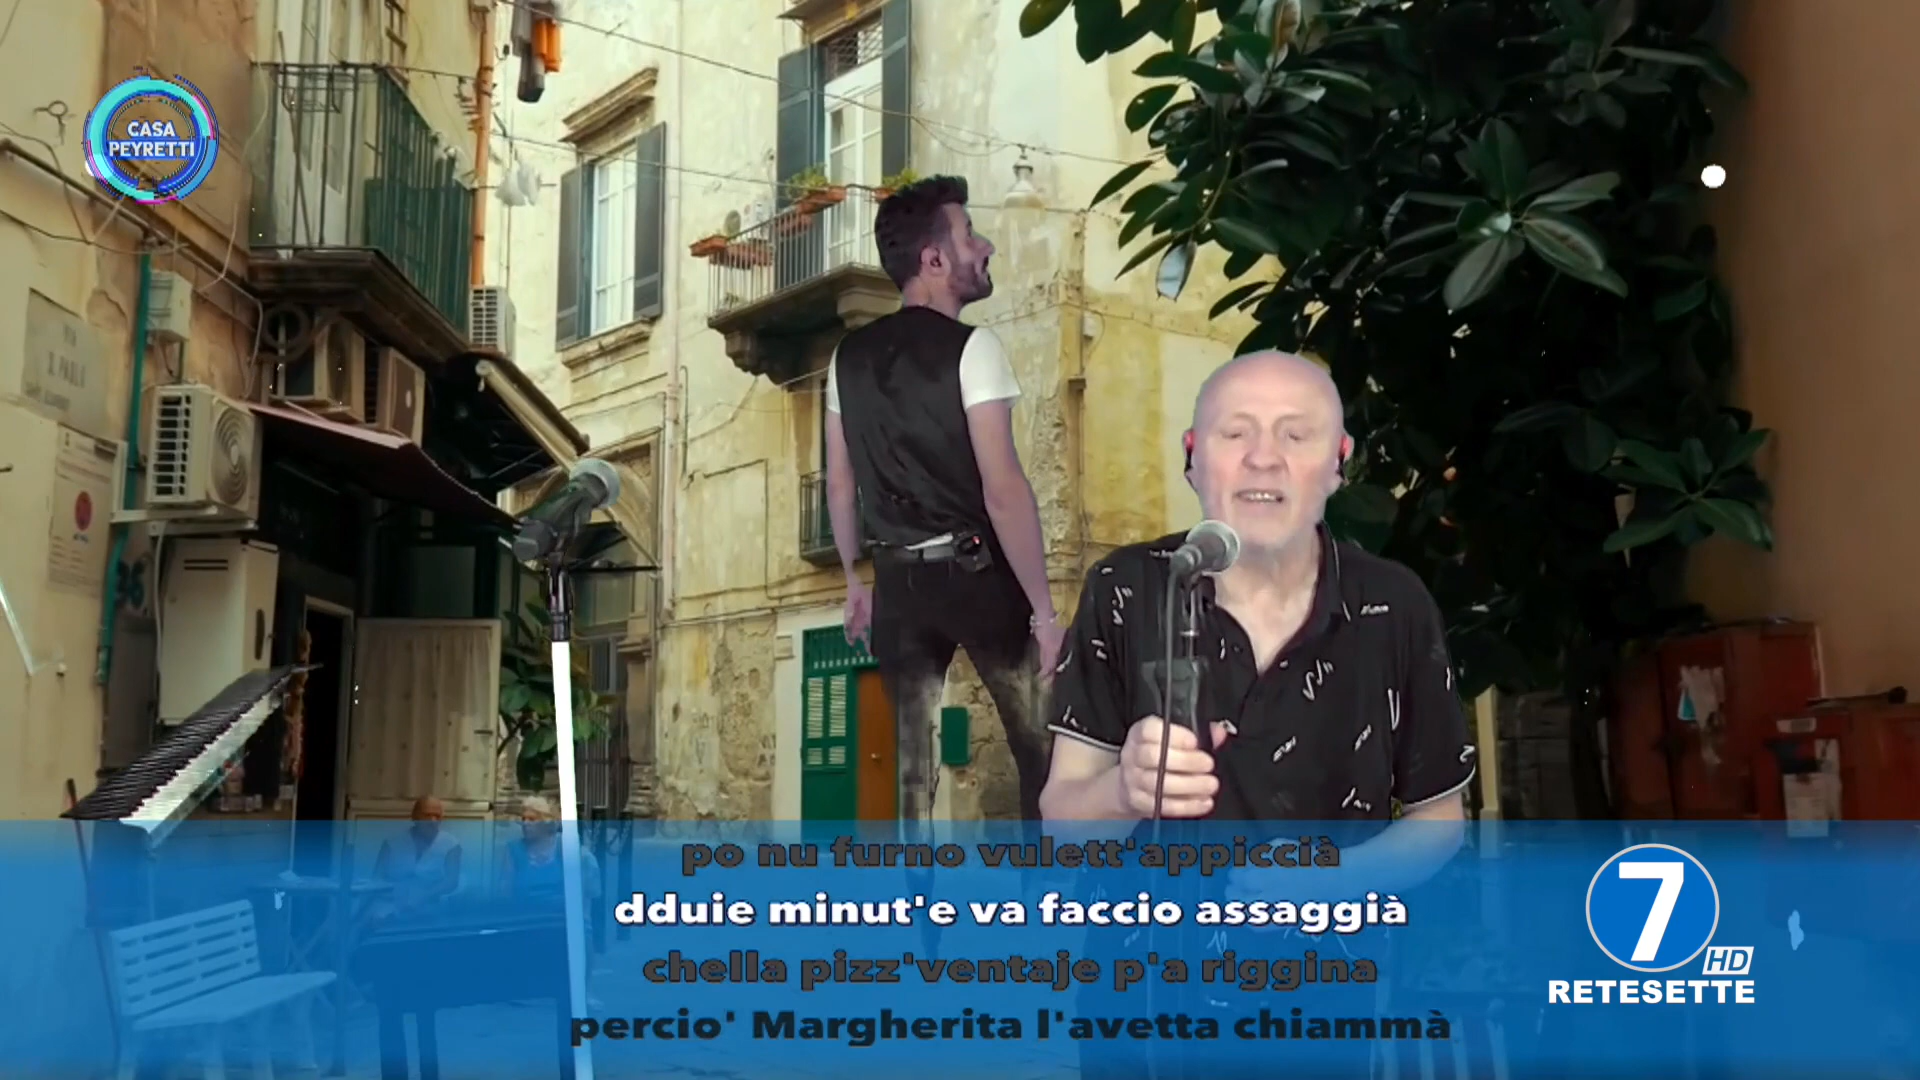 CASA
PEYRETTI
po nu furno vulett'appiccià
dduie minut'e va faccio assaggià
chella pizz'ventaje p'a riggina
percio' Margherita l'avetta chiammà
7
HD
RETESETTE